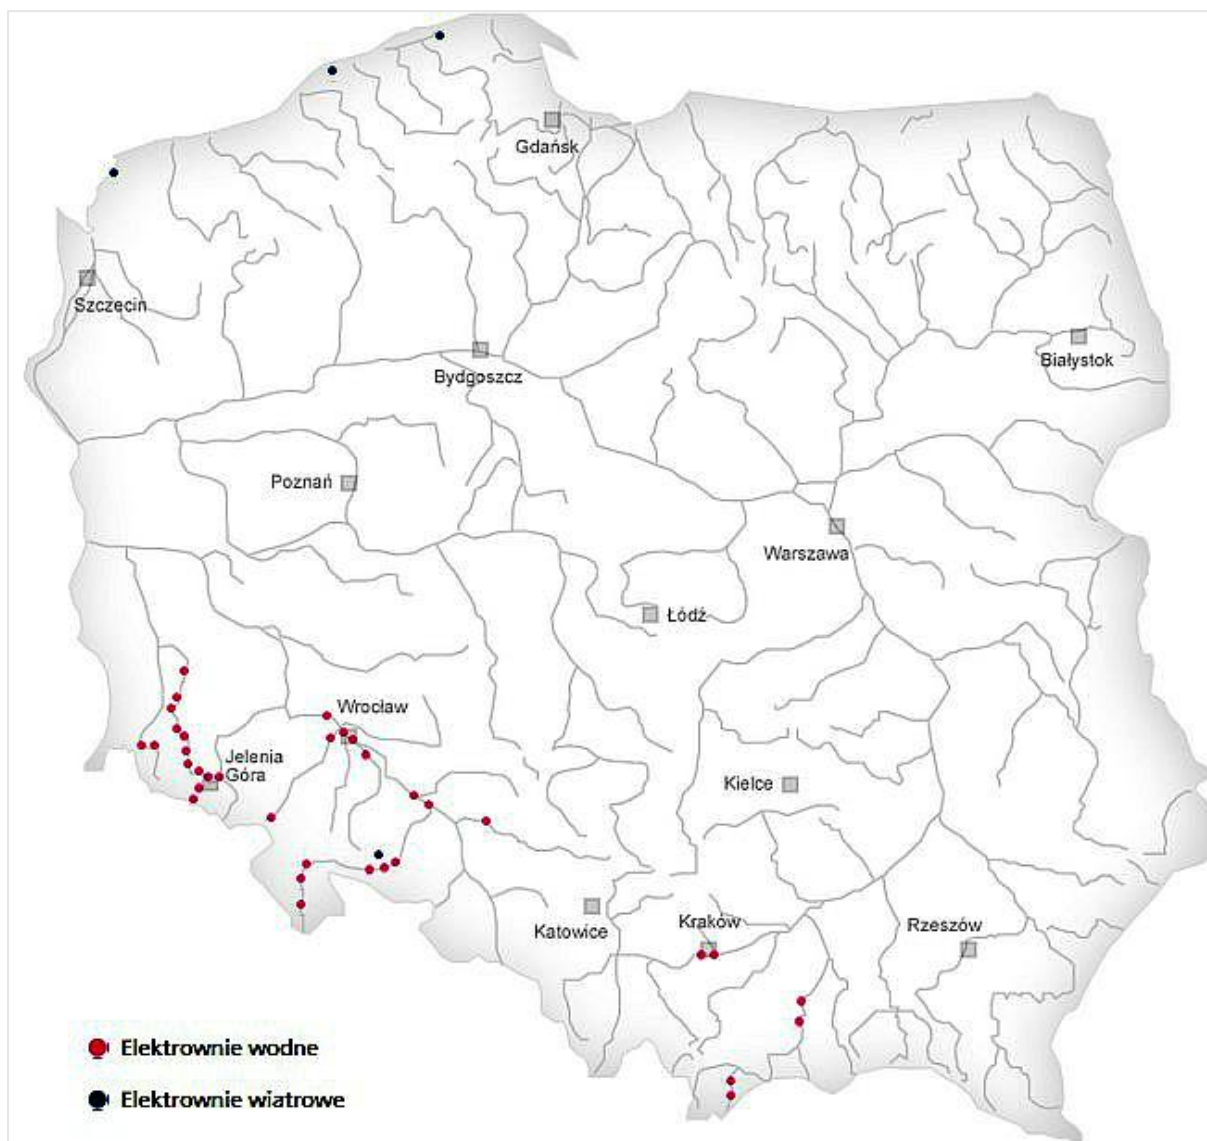 Gdańsk
Szczecin
Białystok
Bydgoszcz
Poznań
Warszawa
Łódź
Wrocław
Jelenia
Góra
Kielce
Katowice
Kraków
Rzeszów
Elektrownie wodne
Elektrownie wiatrowe